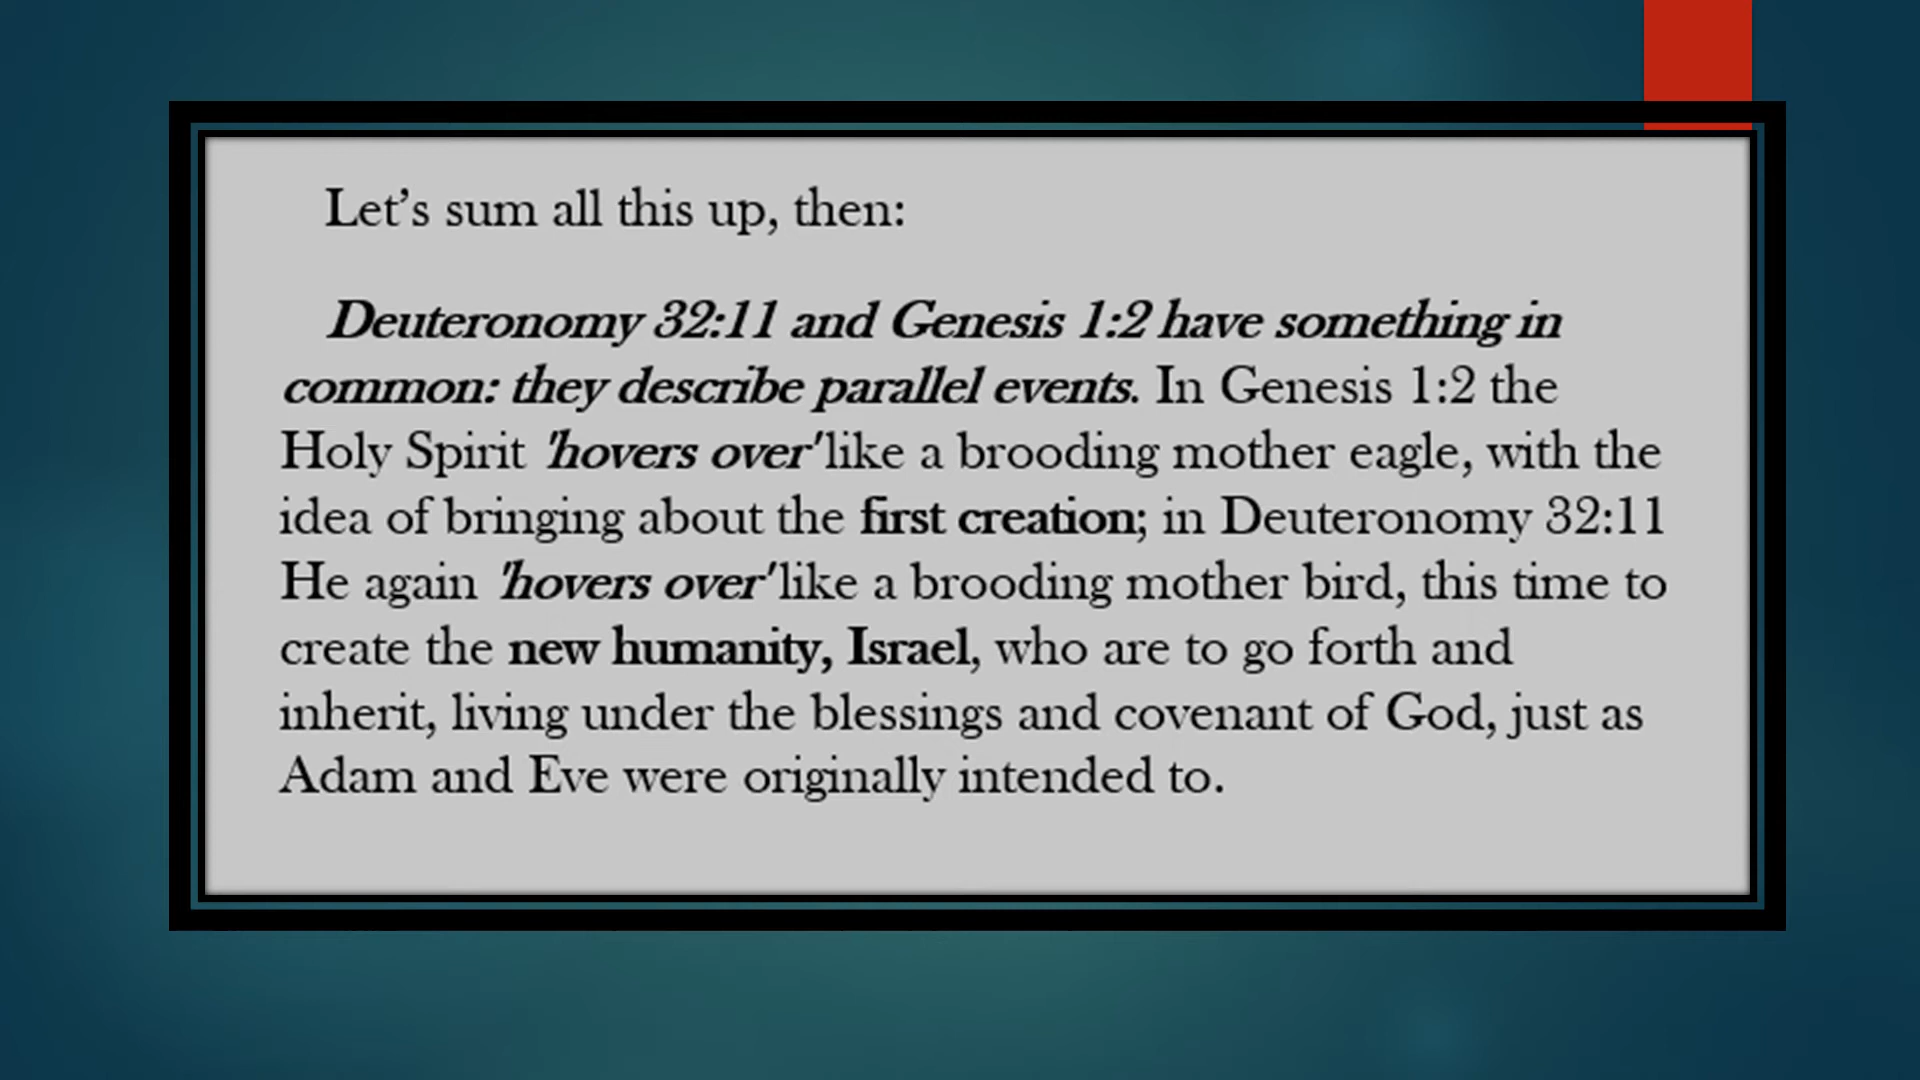 Let’s sum all this up, then:
Deuteronomy 32:11 and Genesis 1:2 have something in
common: they describe parallel events. In Genesis 1:2 the
Holy Spirit 'hovers over' like a brooding mother eagle, with the
idea of bringing about the first creation; in Deuteronomy 32:11
He again 'hovers over' like a brooding mother bird, this time to
create the new humanity, Israel, who are to go forth and
inherit, living under the blessings and covenant of God, just as
Adam and Eve were originally intended to.